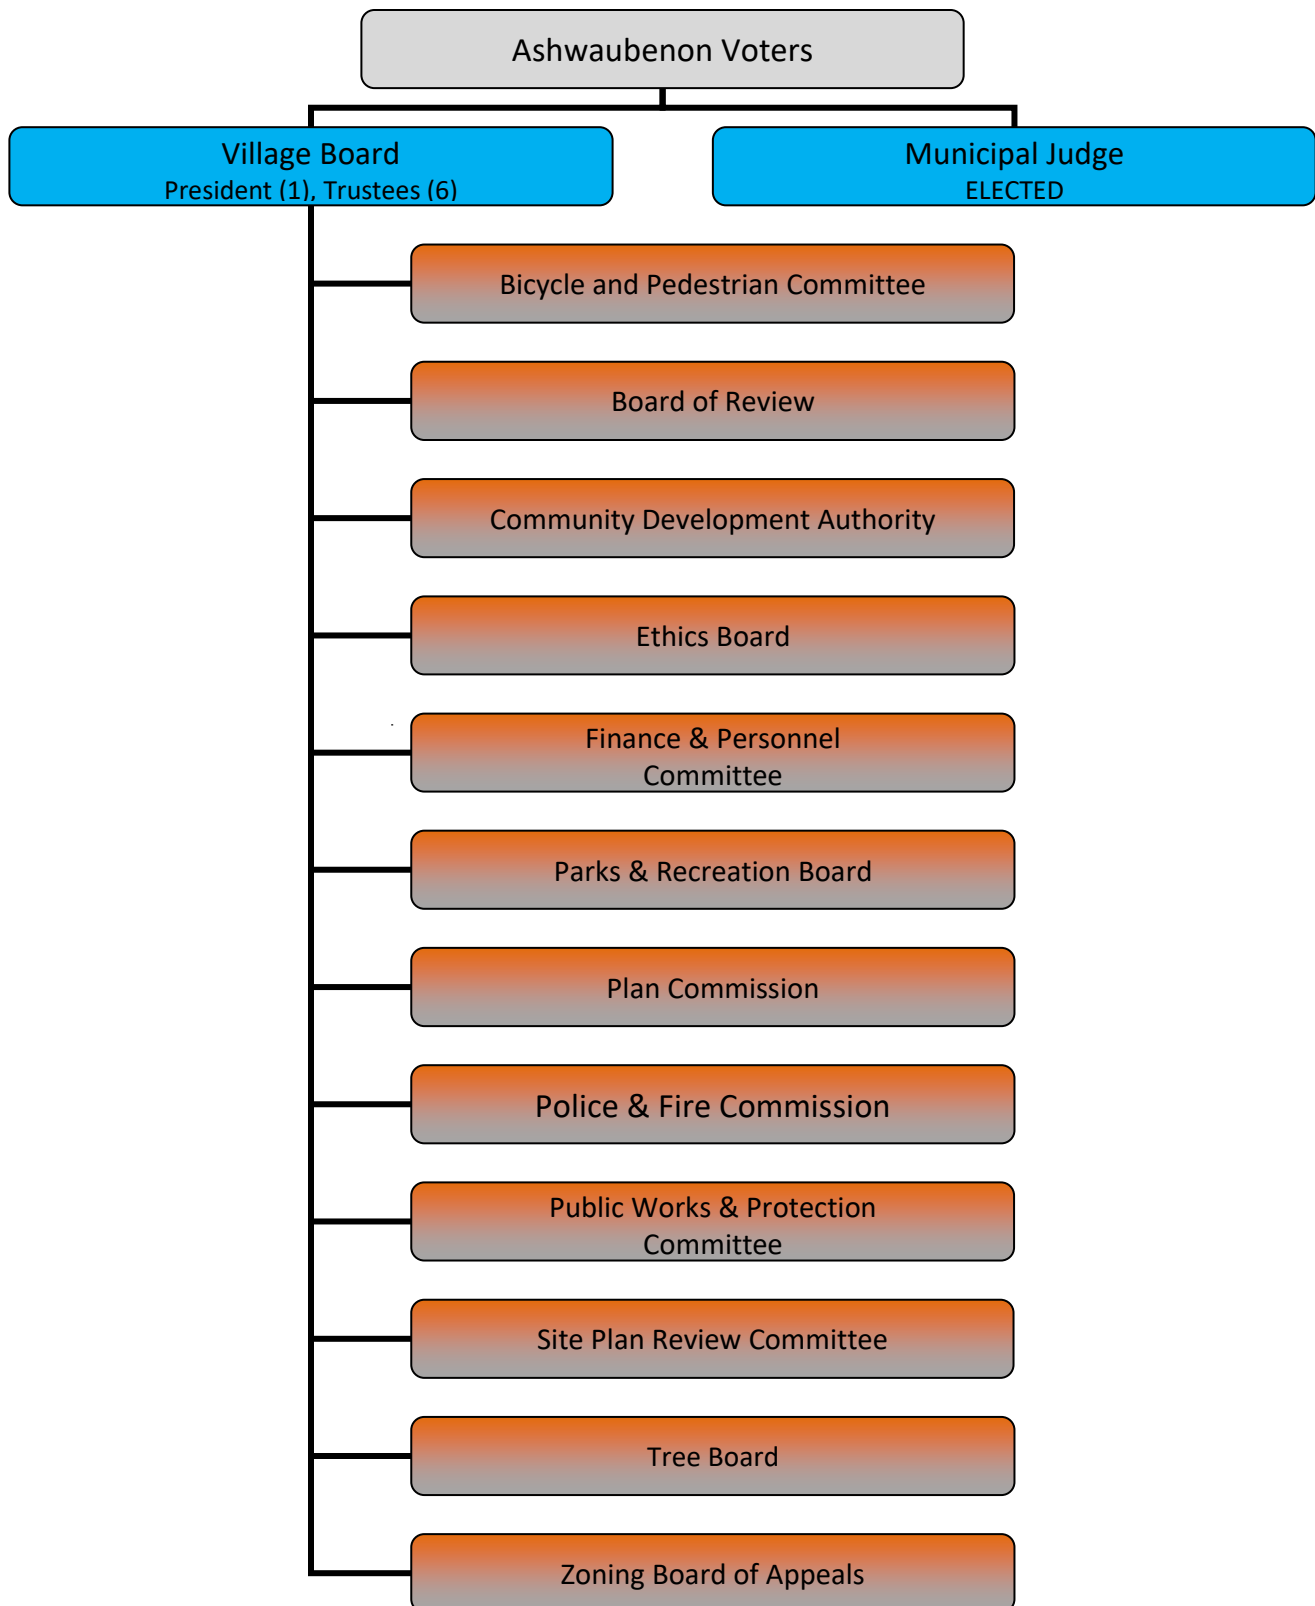 Ashwaubenon Voters
Village Board
President (1), Trustees (6)
Municipal Judge
ELECTED
Bicycle and Pedestrian Committee
Board of Review
Community Development Authority
Ethics Board
Finance & Personnel
Committee
Parks & Recreation Board
Plan Commission
Police & Fire Commission
Public Works & Protection
Committee
Site Plan Review Committee
Tree Board
Zoning Board of Appeals